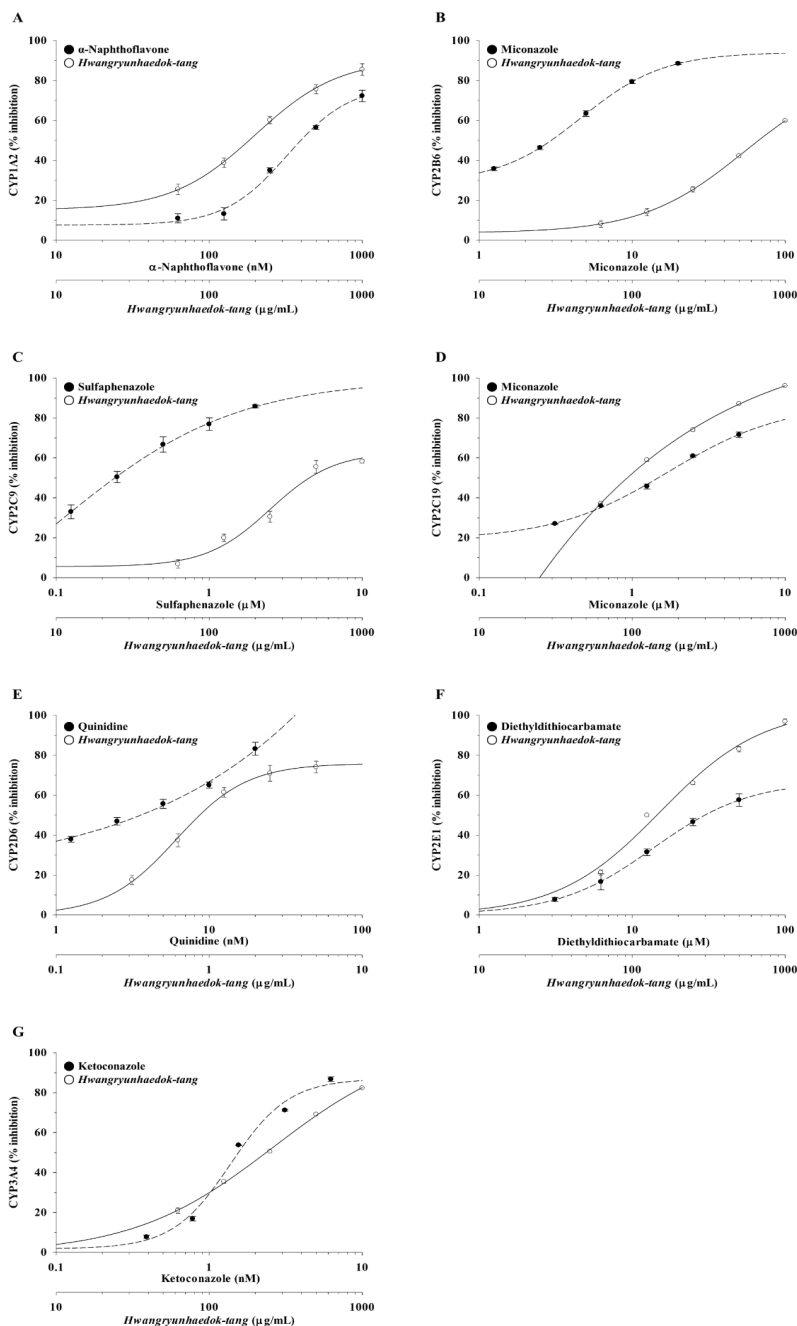 A
α-Naphthoflavone
Hwangryunhaedok-tang
CYP1A2 (% inhibition)
100
80
60
40
20
0
10 100 1000
α-Naphthoflavone (nM)
10 100 1000
Hwangryunhaedok-tang (μg/mL)
B
Miconazole
Hwangryunhaedok-tang
CYP2B6 (% inhibition)
100
80
60
40
20
0
1 10 100
Miconazole (μM)
10 100 1000
Hwangryunhaedok-tang (μg/mL)
C
Sulfaphenazole
Hwangryunhaedok-tang
CYP2C9 (% inhibition)
100
80
60
40
20
0
0.1 1 10
Sulfaphenazole (μM)
10 100 1000
Hwangryunhaedok-tang (μg/mL)
D
Miconazole
Hwangryunhaedok-tang
CYP2C19 (% inhibition)
100
80
60
40
20
0
0.1 1 10
Miconazole (μM)
10 100 1000
Hwangryunhaedok-tang (μg/mL)
E
Quinidine
Hwangryunhaedok-tang
CYP2D6 (% inhibition)
100
80
60
40
20
0
1 10 100
Quinidine (nM)
0.1 1 10
Hwangryunhaedok-tang (μg/mL)
F
Diethyldithiocarbamate
Hwangryunhaedok-tang
CYP2E1 (% inhibition)
100
80
60
40
20
0
1 10 100
Diethyldithiocarbamate (μM)
10 100 1000
Hwangryunhaedok-tang (μg/mL)
G
Ketoconazole
Hwangryunhaedok-tang
CYP3A4 (% inhibition)
100
80
60
40
20
0
0.1 1 10
Ketoconazole (nM)
10 100 1000
Hwangryunhaedok-tang (μg/mL)